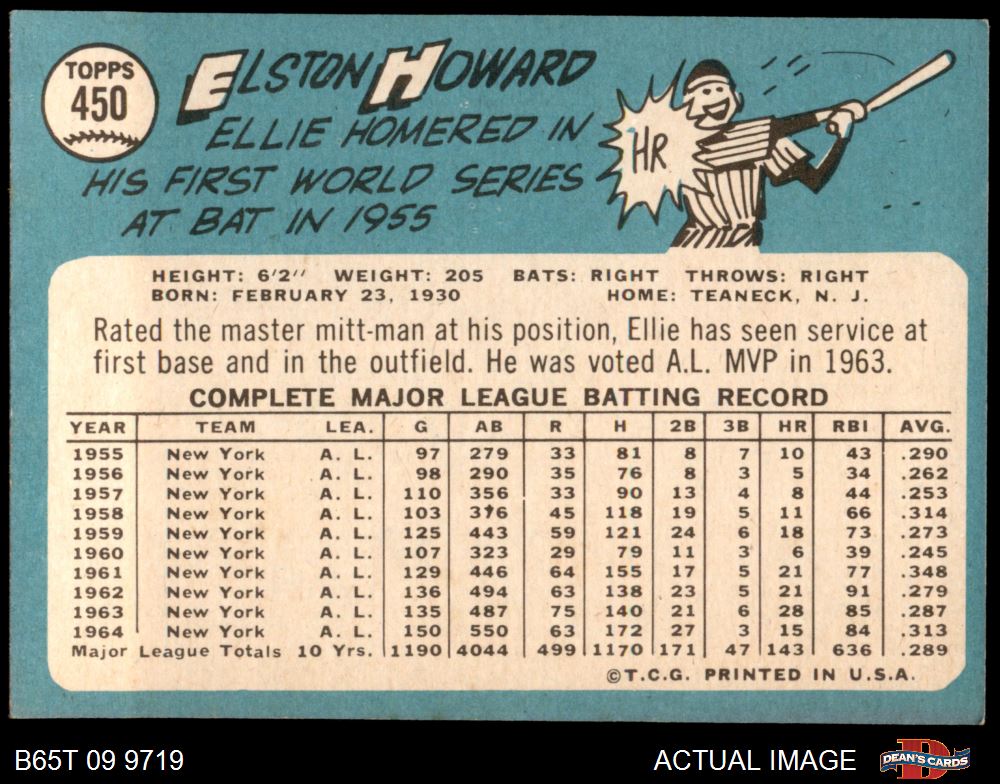 TOPPS
450
ELSTON HOWARD
ELLIE HOMERED IN
HIS FIRST WORLD SERIES
AT BAT IN 1955
HR
HEIGHT: 6'2" WEIGHT: 205 BATS: RIGHT THROWS: RIGHT
BORN: FEBRUARY 23, 1930 HOME: TEANECK, N. J.
Rated the master mitt-man at his position, Ellie has seen service at
first base and in the outfield. He was voted A.L. MVP in 1963.
COMPLETE MAJOR LEAGUE BATTING RECORD
YEAR TEAM LEA. G AB R H 2B 3B HR RBI AVG.
1955 New York A. L. 97 279 33 81 8 7 10 43 .290
1956 New York A. L. 98 290 35 76 8 3 5 34 .262
1957 New York A. L. 110 356 33 90 13 4 8 44 .253
1958 New York A. L. 103 376 45 118 19 5 11 66 .314
1959 New York A. L. 125 443 59 121 24 6 18 73 .273
1960 New York A. L. 107 323 29 79 11 3 6 39 .245
1961 New York A. L. 129 446 64 155 17 5 21 77 .348
1962 New York A. L. 136 494 63 138 23 5 21 91 .279
1963 New York A. L. 135 487 75 140 21 6 28 85 .287
1964 New York A. L. 150 550 63 172 27 3 15 84 .313
Major League Totals 10 Yrs. 1190 4044 499 1170 171 47 143 636 .289
©T.C.G. PRINTED IN U.S.A.
B65T 09 9719 ACTUAL IMAGE
DEAN'S CARDS